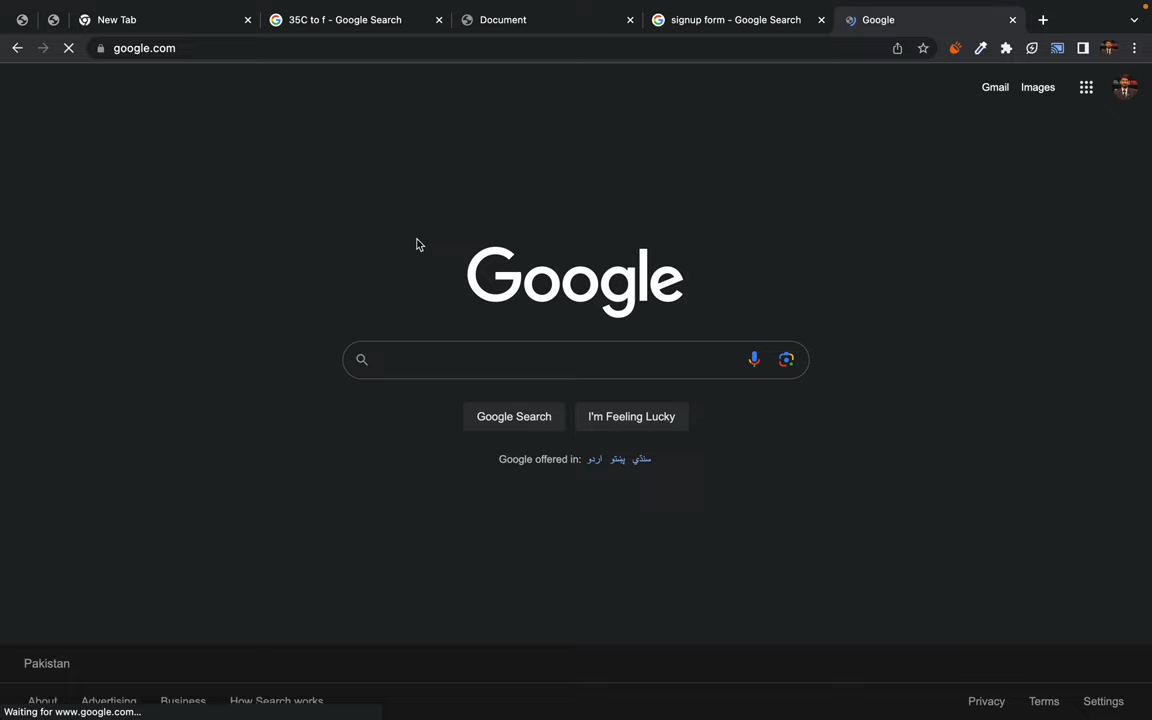 New Tab
35C to f - Google Search
Document
signup form - Google Search
Google
google.com
Gmail
Images
Google
Google Search
I'm Feeling Lucky
Google offered in: اردو پښتو سنڌي
Pakistan
About
Advertising
Business
How Search works
Privacy
Terms
Settings
Waiting for www.google.com...